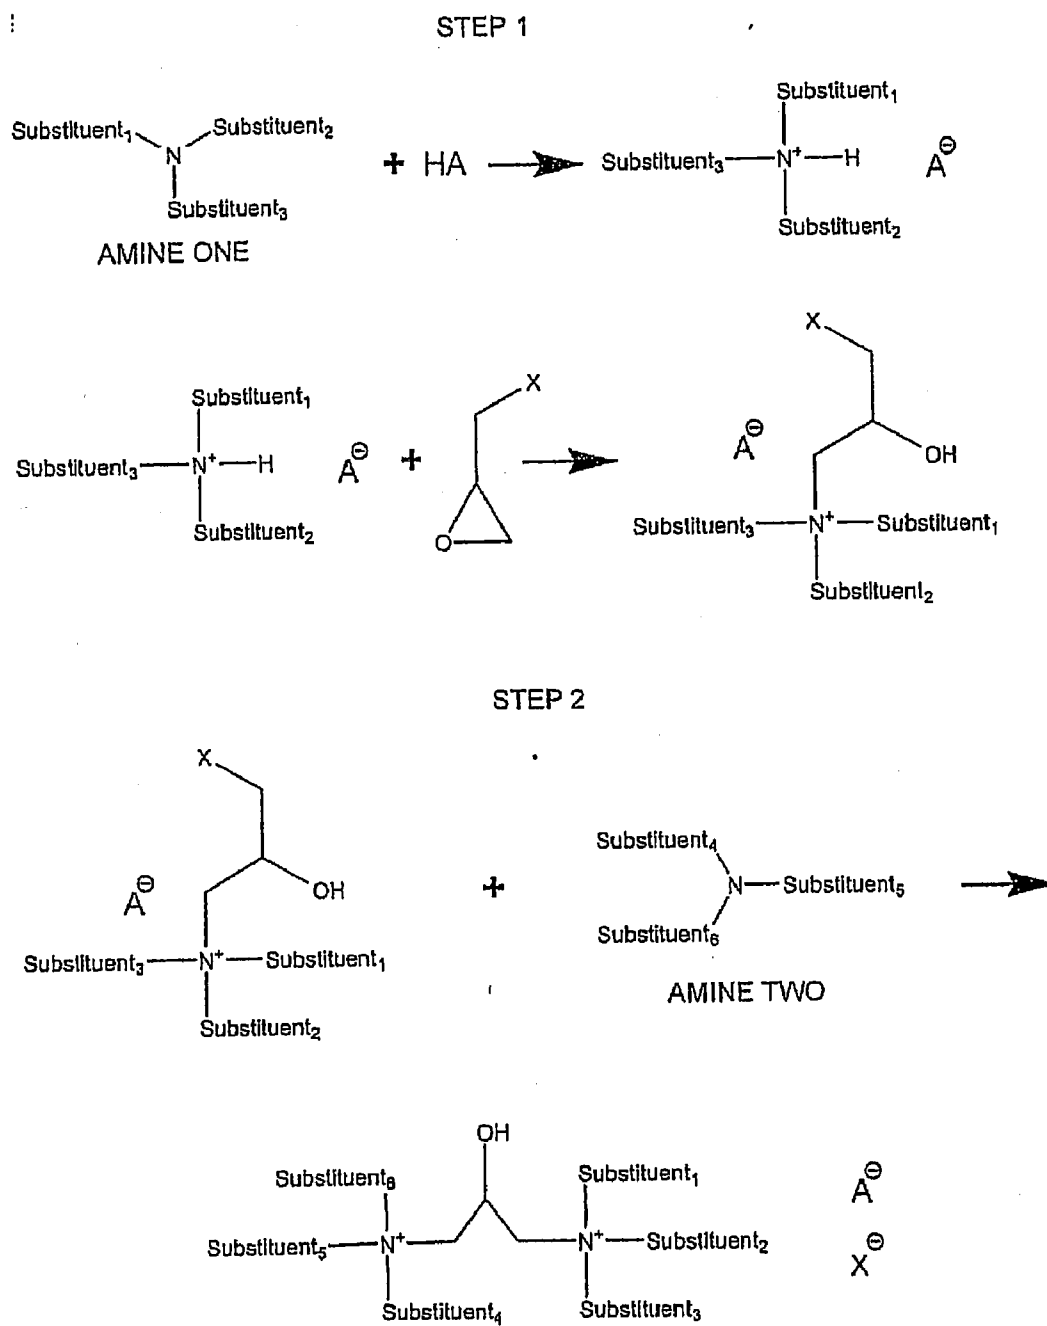 STEP 1
Substituent₁ Substituent₂
N
Substituent₃
AMINE ONE
+ HA
Substituent₁
Substituent₃ N⁺ H
Substituent₂
A⊖
Substituent₁
Substituent₃ N⁺ H
Substituent₂
A⊖
+
X
O
X
OH
A⊖
Substituent₃ N⁺ Substituent₁
Substituent₂
STEP 2
X
OH
A⊖
Substituent₃ N⁺ Substituent₁
Substituent₂
+
Substituent₄
N Substituent₅
Substituent₆
AMINE TWO
OH
Substituent₆ Substituent₁
Substituent₅ N⁺ N⁺ Substituent₂
Substituent₄ Substituent₃
A⊖
X⊖